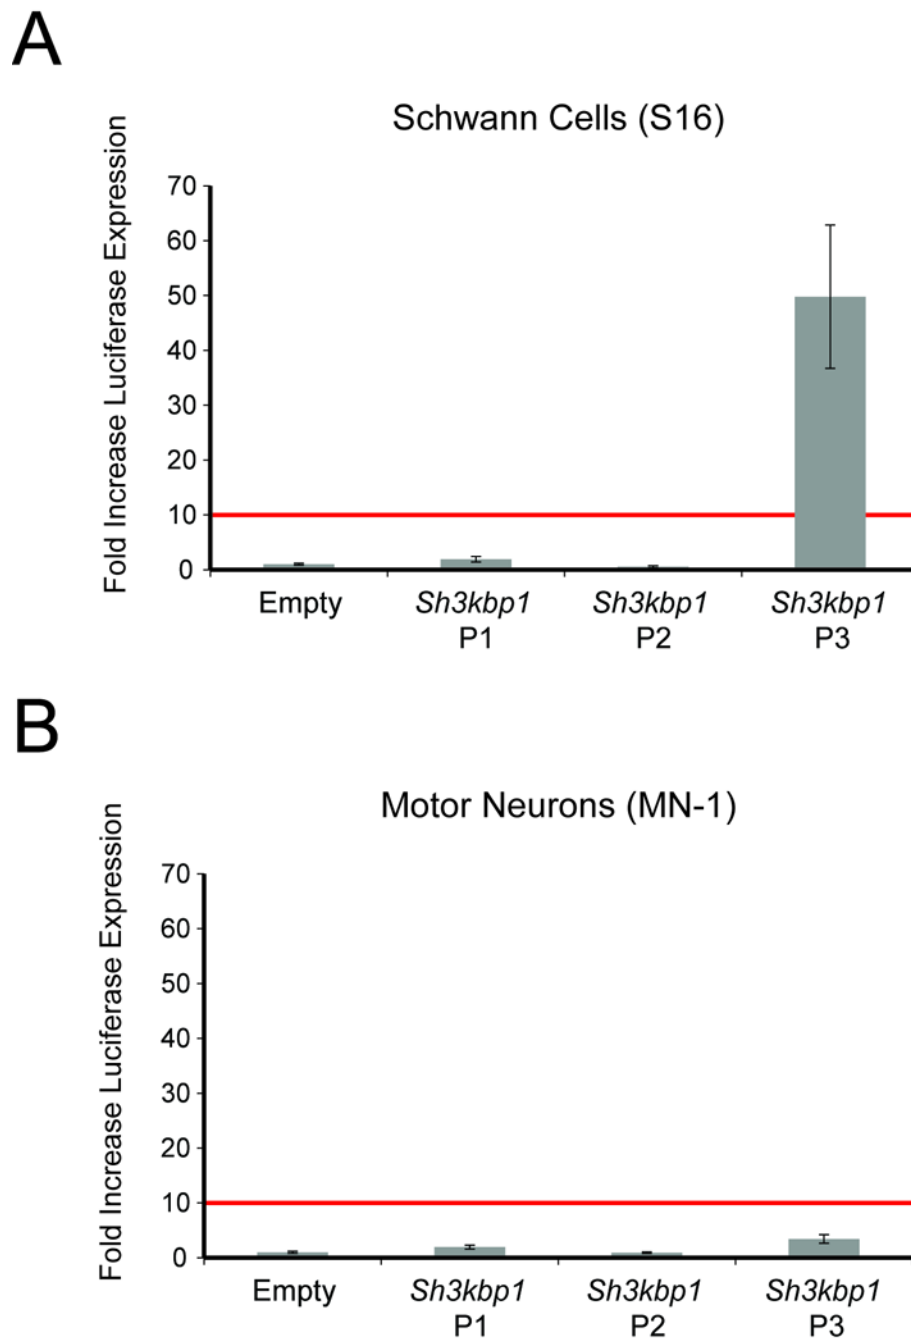 A
Schwann Cells (S16)
Fold Increase Luciferase Expression
70
60
50
40
30
20
10
0
Empty
Sh3kbp1
P1
Sh3kbp1
P2
Sh3kbp1
P3
B
Motor Neurons (MN-1)
Fold Increase Luciferase Expression
70
60
50
40
30
20
10
0
Empty
Sh3kbp1
P1
Sh3kbp1
P2
Sh3kbp1
P3